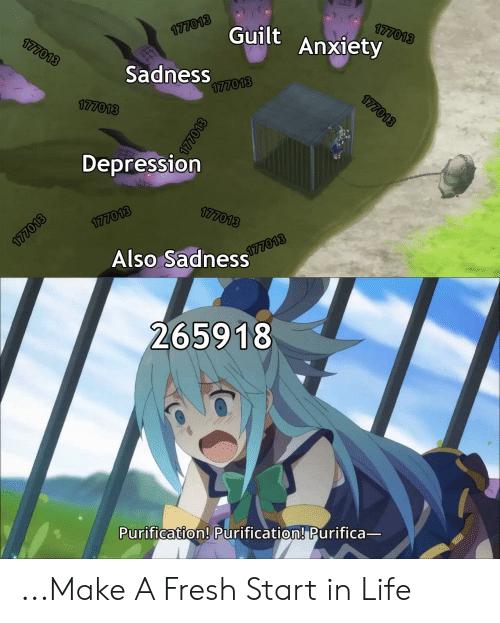 177013
Guilt
177013
Anxiety
177013
Sadness
177013
177013
177013
177013
Depression
177013
177013
177013
177013
Also Sadness
265918
Purification! Purification! Purifica—
...Make A Fresh Start in Life